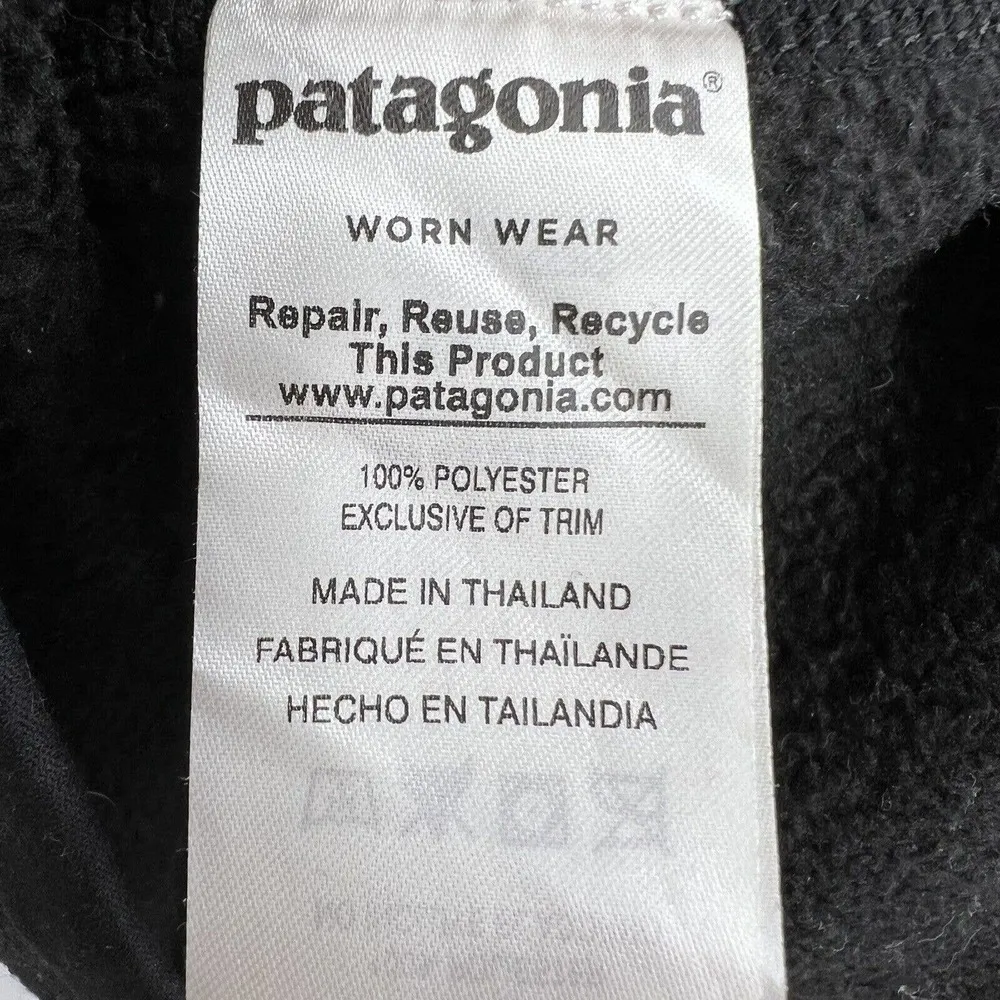 patagonia®
WORN WEAR
Repair, Reuse, Recycle
This Product
www.patagonia.com
100% POLYESTER
EXCLUSIVE OF TRIM
MADE IN THAILAND
FABRIQUÉ EN THAÏLANDE
HECHO EN TAILANDIA